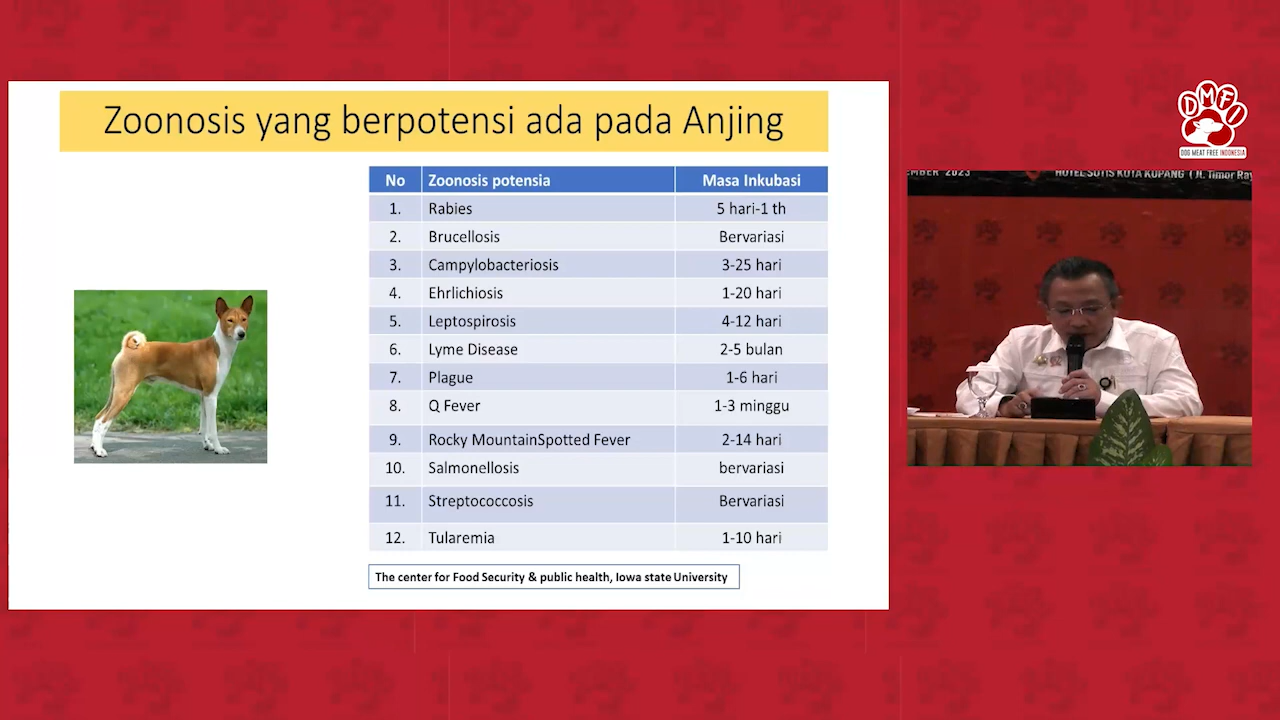 Zoonosis yang berpotensi ada pada Anjing
No Zoonosis potensia Masa Inkubasi
1. Rabies 5 hari-1 th
2. Brucellosis Bervariasi
3. Campylobacteriosis 3-25 hari
4. Ehrlichiosis 1-20 hari
5. Leptospirosis 4-12 hari
6. Lyme Disease 2-5 bulan
7. Plague 1-6 hari
8. Q Fever 1-3 minggu
9. Rocky MountainSpotted Fever 2-14 hari
10. Salmonellosis bervariasi
11. Streptococcosis Bervariasi
12. Tularemia 1-10 hari
The center for Food Security & public health, Iowa state University
DMFI
DOG MEAT FREE INDONESIA
2023
HOTEL SOTIS KOTA KUPANG ( Jl. Timor